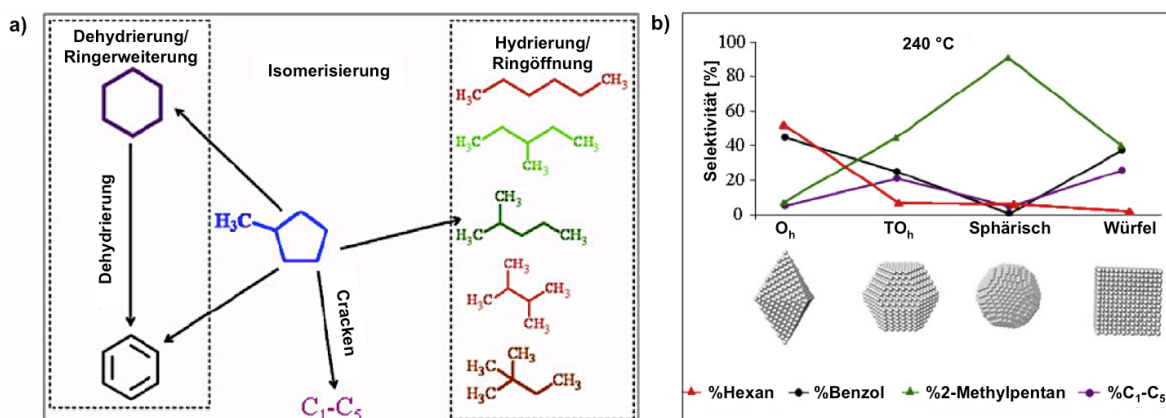 a)
Dehydrierung/
Ringerweiterung
Isomerisierung
Hydrierung/
Ringöffnung
H₃C
CH₃
H₃C
CH₃
CH₃
Dehydrierung
H₃C
CH₃
H₃C
CH₃
CH₃
H₃C
CH₃
CH₃
Cracken
CH₃
H₃C
H₃C
CH₃
C₁-C₅
b)
240 °C
Selektivität [%]
100
80
60
40
20
0
Oₕ
TOₕ
Sphärisch
Würfel
%Hexan
%Benzol
%2-Methylpentan
%C₁-C₅